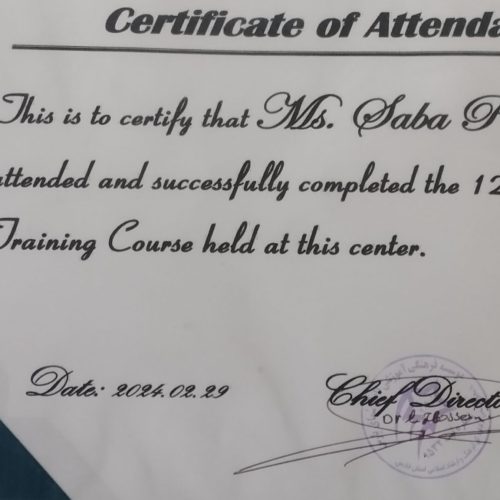 Certificate of Attenda
This is to certify that Ms. Saba P
attended and successfully completed the 12
Training Course held at this center.
Date: 2024.02.29
Chief Directo
Dr